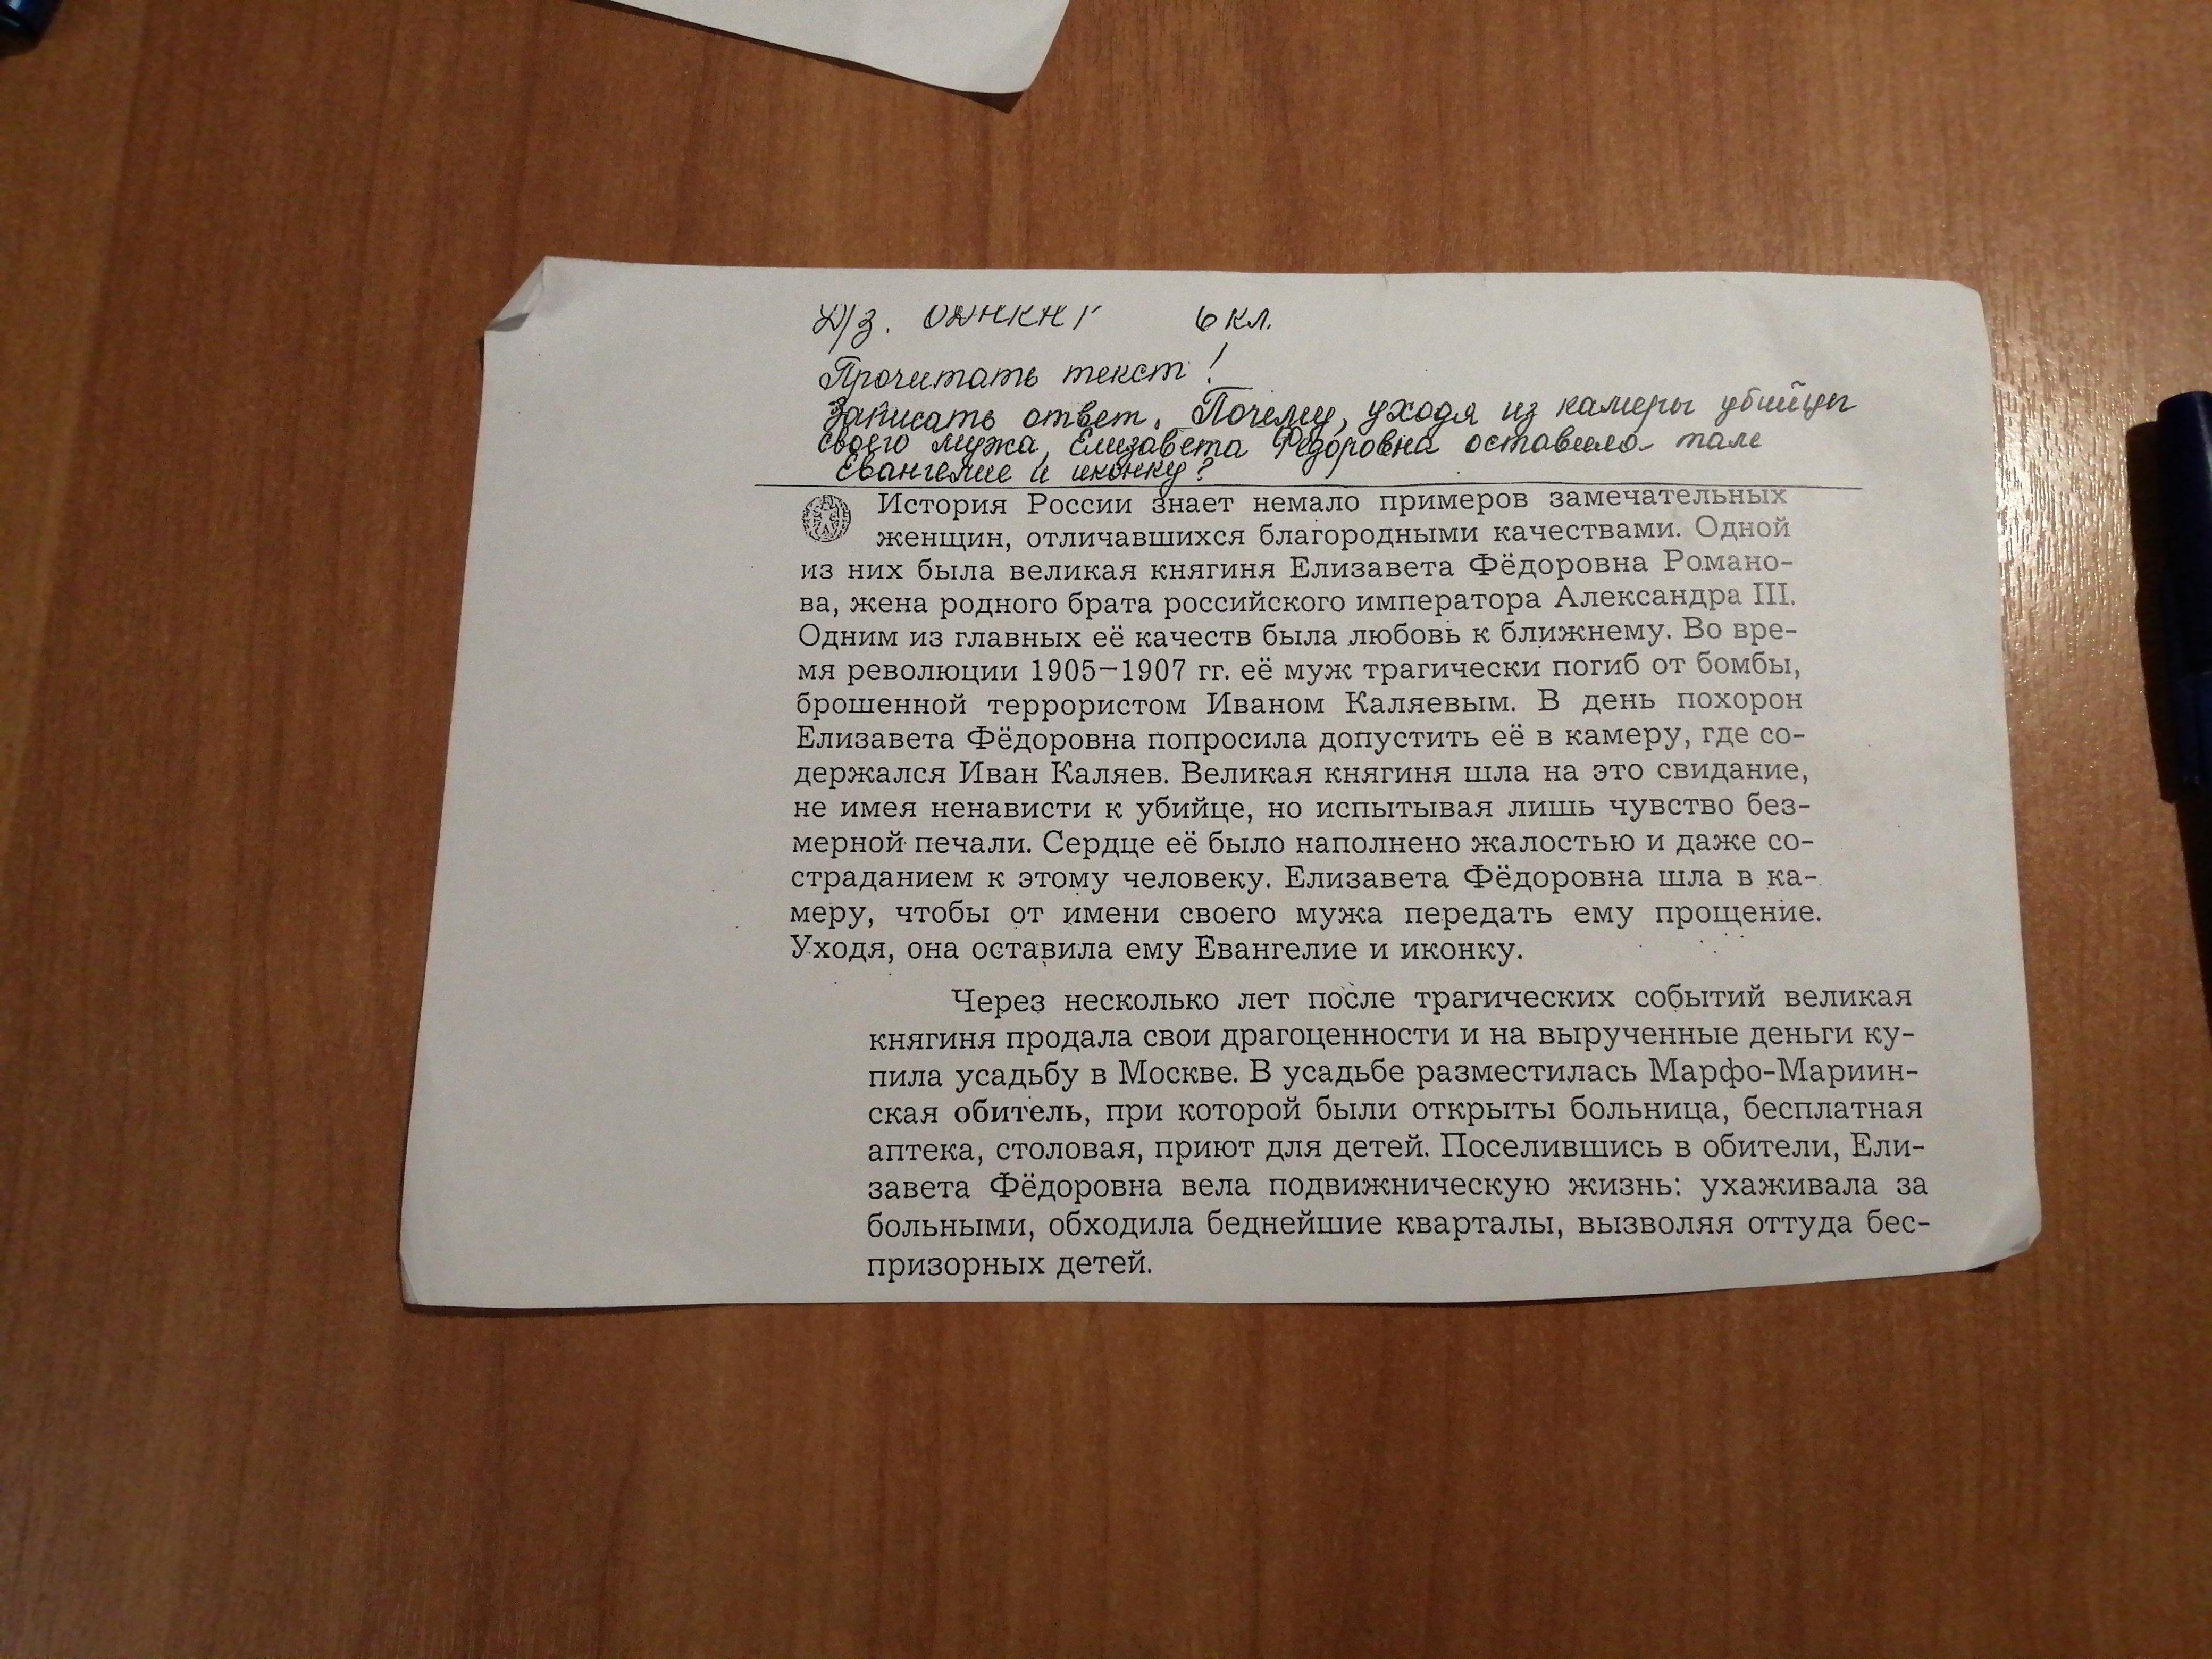 Д/з. ОДНКНГ 6 кл.
Прочитать текст!
Записать ответ. Почему, уходя из камеры убийцы
своего мужа, Елизавета Фёдоровна оставила там
Евангелие и иконку?
История России знает немало примеров замечательных
женщин, отличавшихся благородными качествами. Одной
из них была великая княгиня Елизавета Фёдоровна Романо-
ва, жена родного брата российского императора Александра III.
Одним из главных её качеств была любовь к ближнему. Во вре-
мя революции 1905–1907 гг. её муж трагически погиб от бомбы,
брошенной террористом Иваном Каляевым. В день похорон
Елизавета Фёдоровна попросила допустить её в камеру, где со-
держался Иван Каляев. Великая княгиня шла на это свидание,
не имея ненависти к убийце, но испытывая лишь чувство без-
мерной печали. Сердце её было наполнено жалостью и даже со-
страданием к этому человеку. Елизавета Фёдоровна шла в ка-
меру, чтобы от имени своего мужа передать ему прощение.
Уходя, она оставила ему Евангелие и иконку.
Через несколько лет после трагических событий великая
княгиня продала свои драгоценности и на вырученные деньги ку-
пила усадьбу в Москве. В усадьбе разместилась Марфо-Мариин-
ская обитель, при которой были открыты больница, бесплатная
аптека, столовая, приют для детей. Поселившись в обители, Ели-
завета Фёдоровна вела подвижническую жизнь: ухаживала за
больными, обходила беднейшие кварталы, вызволяя оттуда бес-
призорных детей.